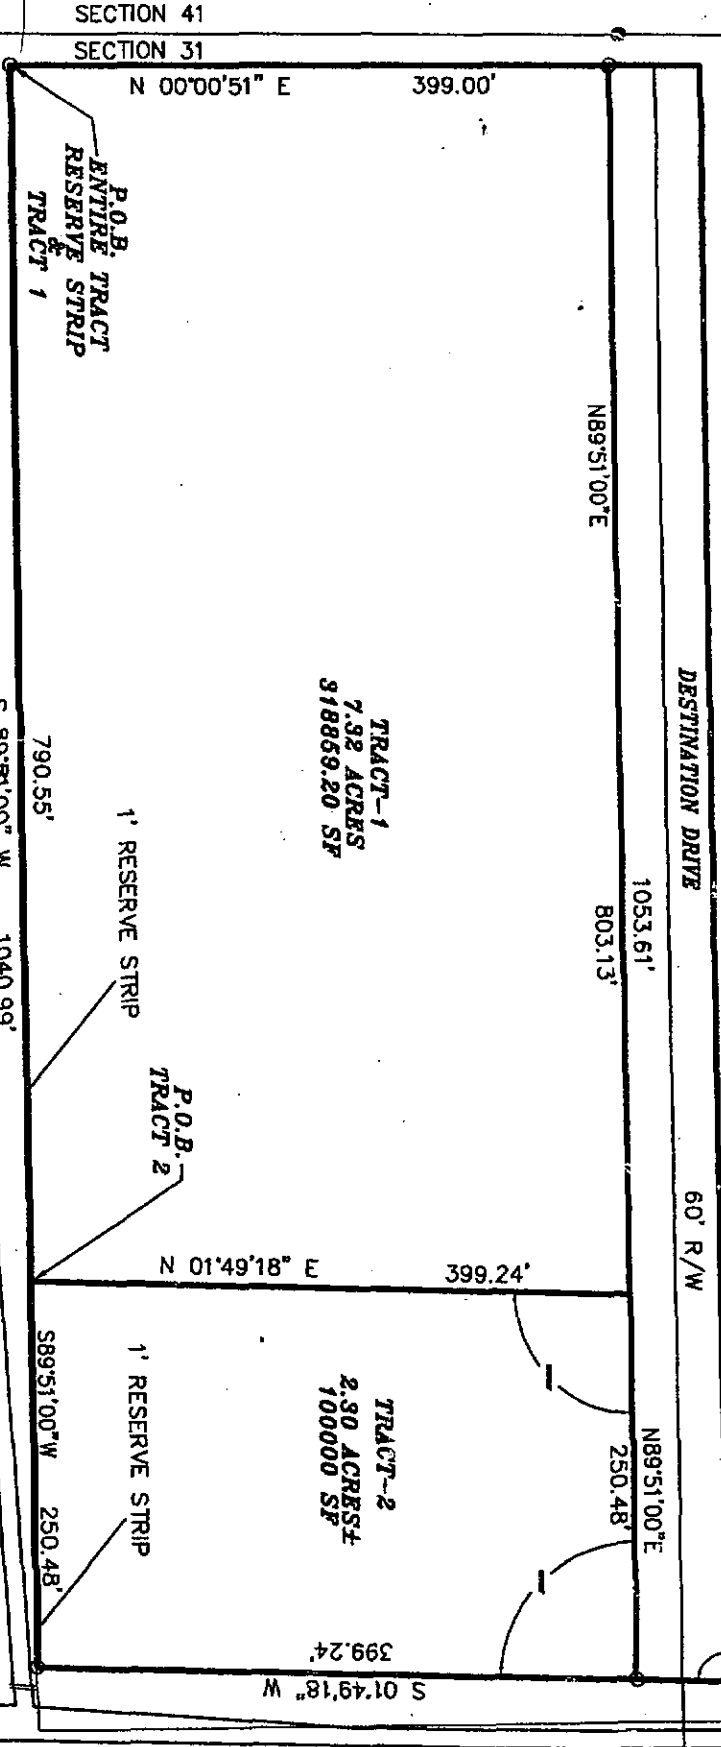 SECTION 41
SECTION 31
N 00°00'51" E 399.00'
P.O.B.
ENTIRE TRACT
RESERVE STRIP
&
TRACT 1
N89°51'00"E
DESTINATION DRIVE
TRACT-1
7.32 ACRES
318859.20 SF
790.55'
1' RESERVE STRIP
1053.61'
803.13'
1040.99'
60' R/W
P.O.B.
TRACT 2
N 01°49'18" E 399.24'
TRACT-2
2.30 ACRES±
100000 SF
1' RESERVE STRIP
S89°51'00"W 250.48'
N89°51'00"E
250.48'
399.24'
S 01°49'18" W